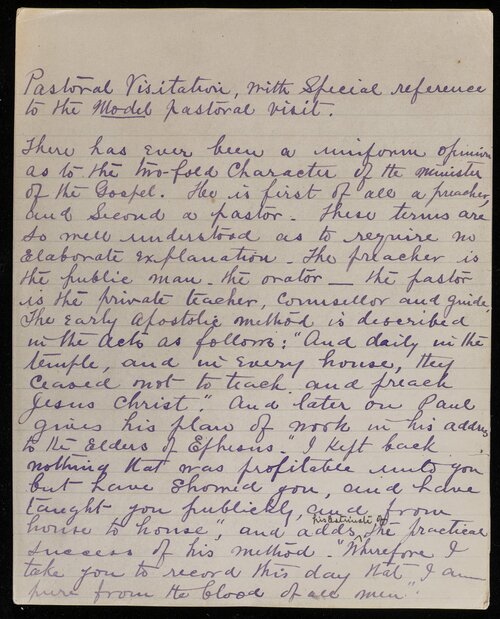 Pastoral Visitation, with Special reference
to the Model pastoral visit.
There has ever been a uniform opinion
as to the two-fold Character of the minister
of the Gospel. He is first of all a preacher,
and Second a pastor. These terms are
so well understood as to require no
Elaborate Explanation. The preacher is
the public man, the orator — the pastor
is the private teacher, Counsellor and guide.
The Early Apostolic method is described
in the Acts as follows: "And daily in the
temple, and in Every house, they
Ceased not to teach and preach
Jesus Christ." And later on Paul
gives his plan of work in his address
to the Elders of Ephesus. "I kept back
nothing that was profitable unto you
but have showed you, and have
taught you publicly, and from
his estimate of
house to house", and adds the practical
success of his method. "Wherefore I
take you to record this day that I am
pure from the blood of all men".